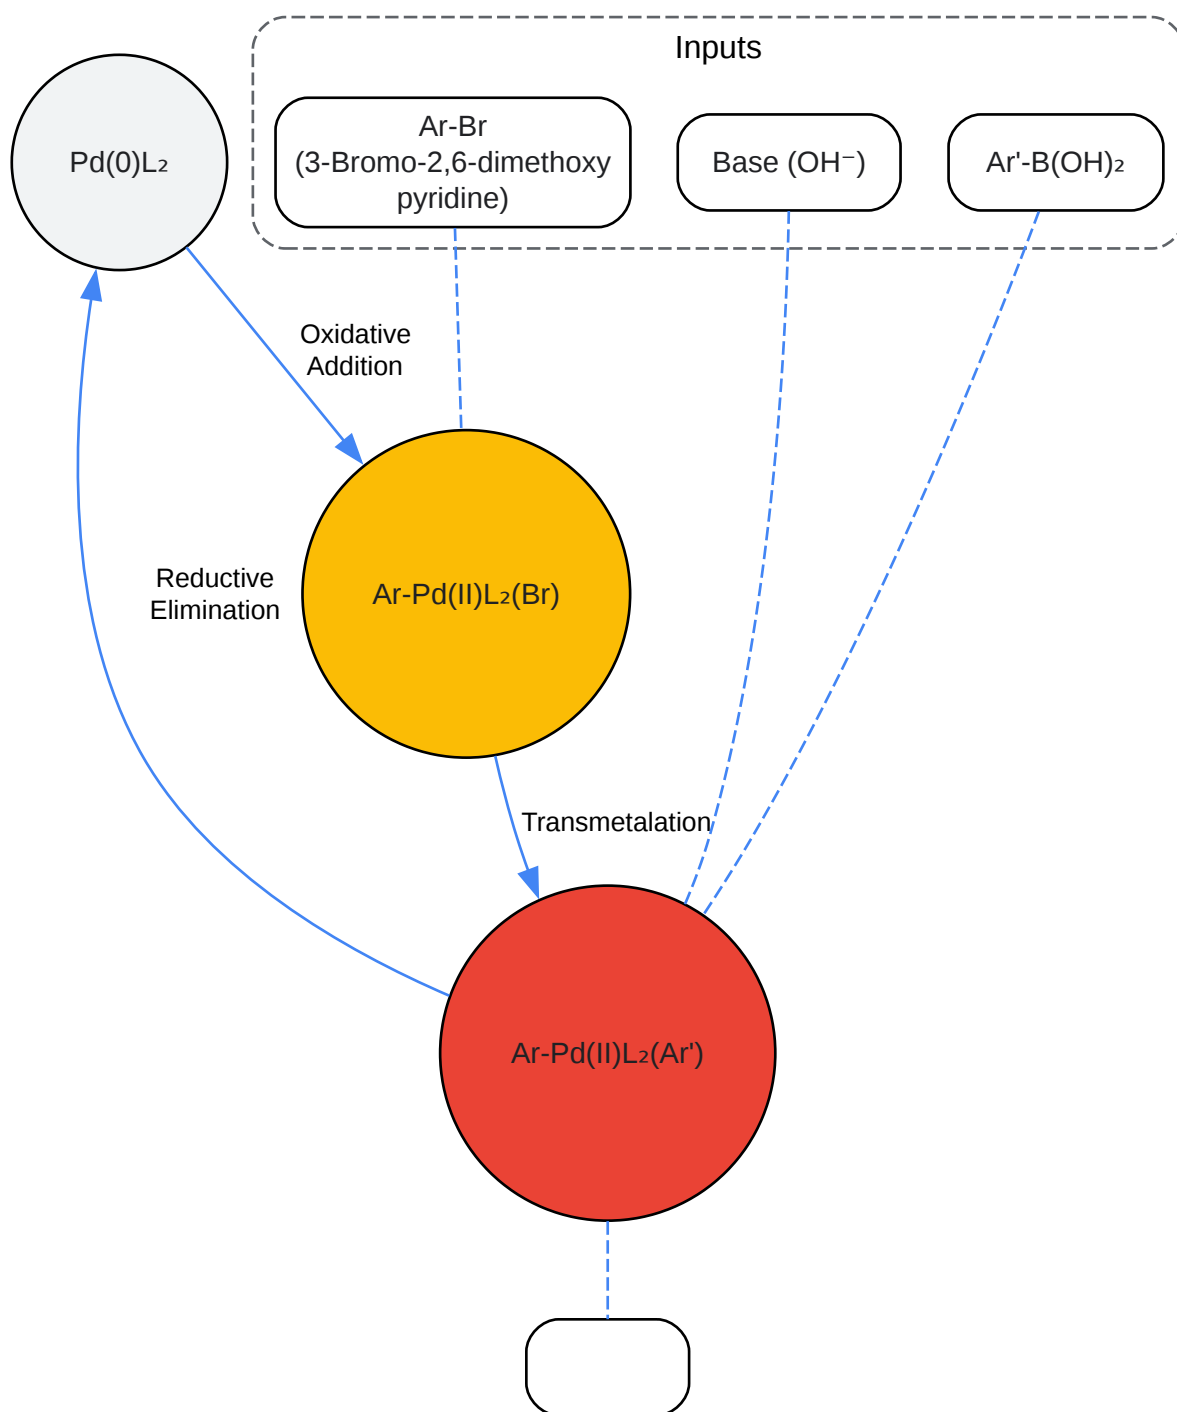 Inputs
Pd(0)L₂
Ar-Br
(3-Bromo-2,6-dimethoxy
pyridine)
Base (OH⁻)
Ar'-B(OH)₂
Oxidative
Addition
Reductive
Elimination
Ar-Pd(II)L₂(Br)
Transmetalation
Ar-Pd(II)L₂(Ar')